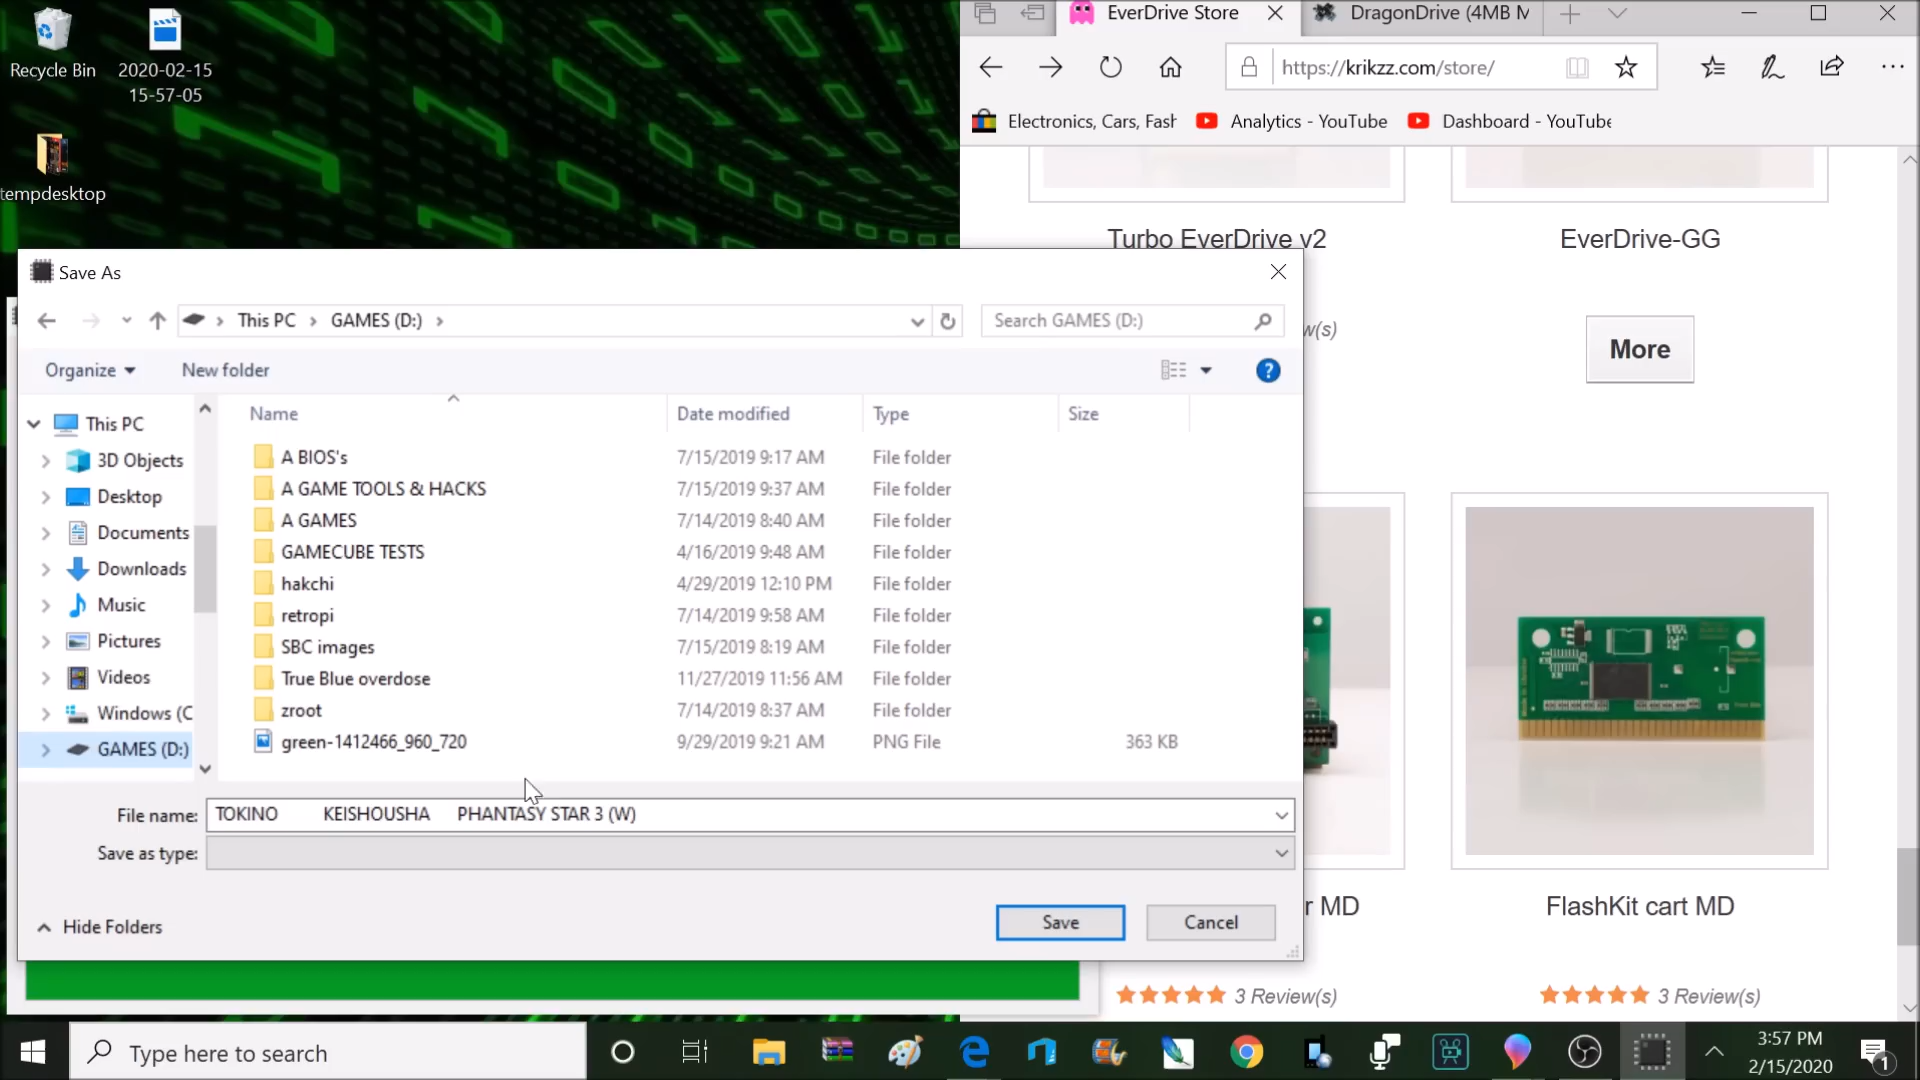 Recycle Bin
2020-02-15
15-57-05
tempdesktop
EverDrive Store
DragonDrive (4MB M
https://krikzz.com/store/
Electronics, Cars, Fash
Analytics - YouTube
Dashboard - YouTube
Turbo EverDrive v2
EverDrive-GG
w(s)
More
r MD
FlashKit cart MD
3 Review(s)
3 Review(s)
Save As
This PC
GAMES (D:)
Search GAMES (D:)
Organize
New folder
Name
Date modified
Type
Size
This PC
3D Objects
Desktop
Documents
Downloads
Music
Pictures
Videos
Windows (C
GAMES (D:)
A BIOS's 7/15/2019 9:17 AM File folder
A GAME TOOLS & HACKS 7/15/2019 9:37 AM File folder
A GAMES 7/14/2019 8:40 AM File folder
GAMECUBE TESTS 4/16/2019 9:48 AM File folder
hakchi 4/29/2019 12:10 PM File folder
retropi 7/14/2019 9:58 AM File folder
SBC images 7/15/2019 8:19 AM File folder
True Blue overdose 11/27/2019 11:56 AM File folder
zroot 7/14/2019 8:37 AM File folder
green-1412466_960_720 9/29/2019 9:21 AM PNG File 363 KB
File name: TOKINO KEISHOUSHA PHANTASY STAR 3 (W)
Save as type:
Hide Folders
Save
Cancel
Type here to search
3:57 PM
2/15/2020
1